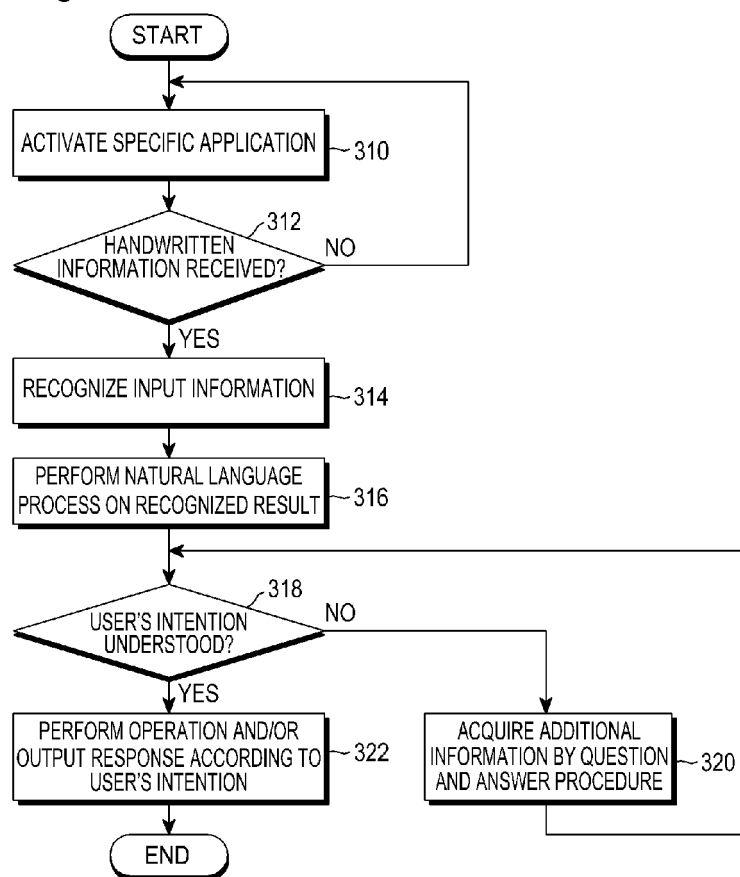 START
ACTIVATE SPECIFIC APPLICATION
310
312
HANDWRITTEN
INFORMATION RECEIVED?
NO
YES
RECOGNIZE INPUT INFORMATION
314
PERFORM NATURAL LANGUAGE
PROCESS ON RECOGNIZED RESULT
316
318
USER'S INTENTION
UNDERSTOOD?
NO
YES
PERFORM OPERATION AND/OR
OUTPUT RESPONSE ACCORDING TO
USER'S INTENTION
322
ACQUIRE ADDITIONAL
INFORMATION BY QUESTION
AND ANSWER PROCEDURE
320
END